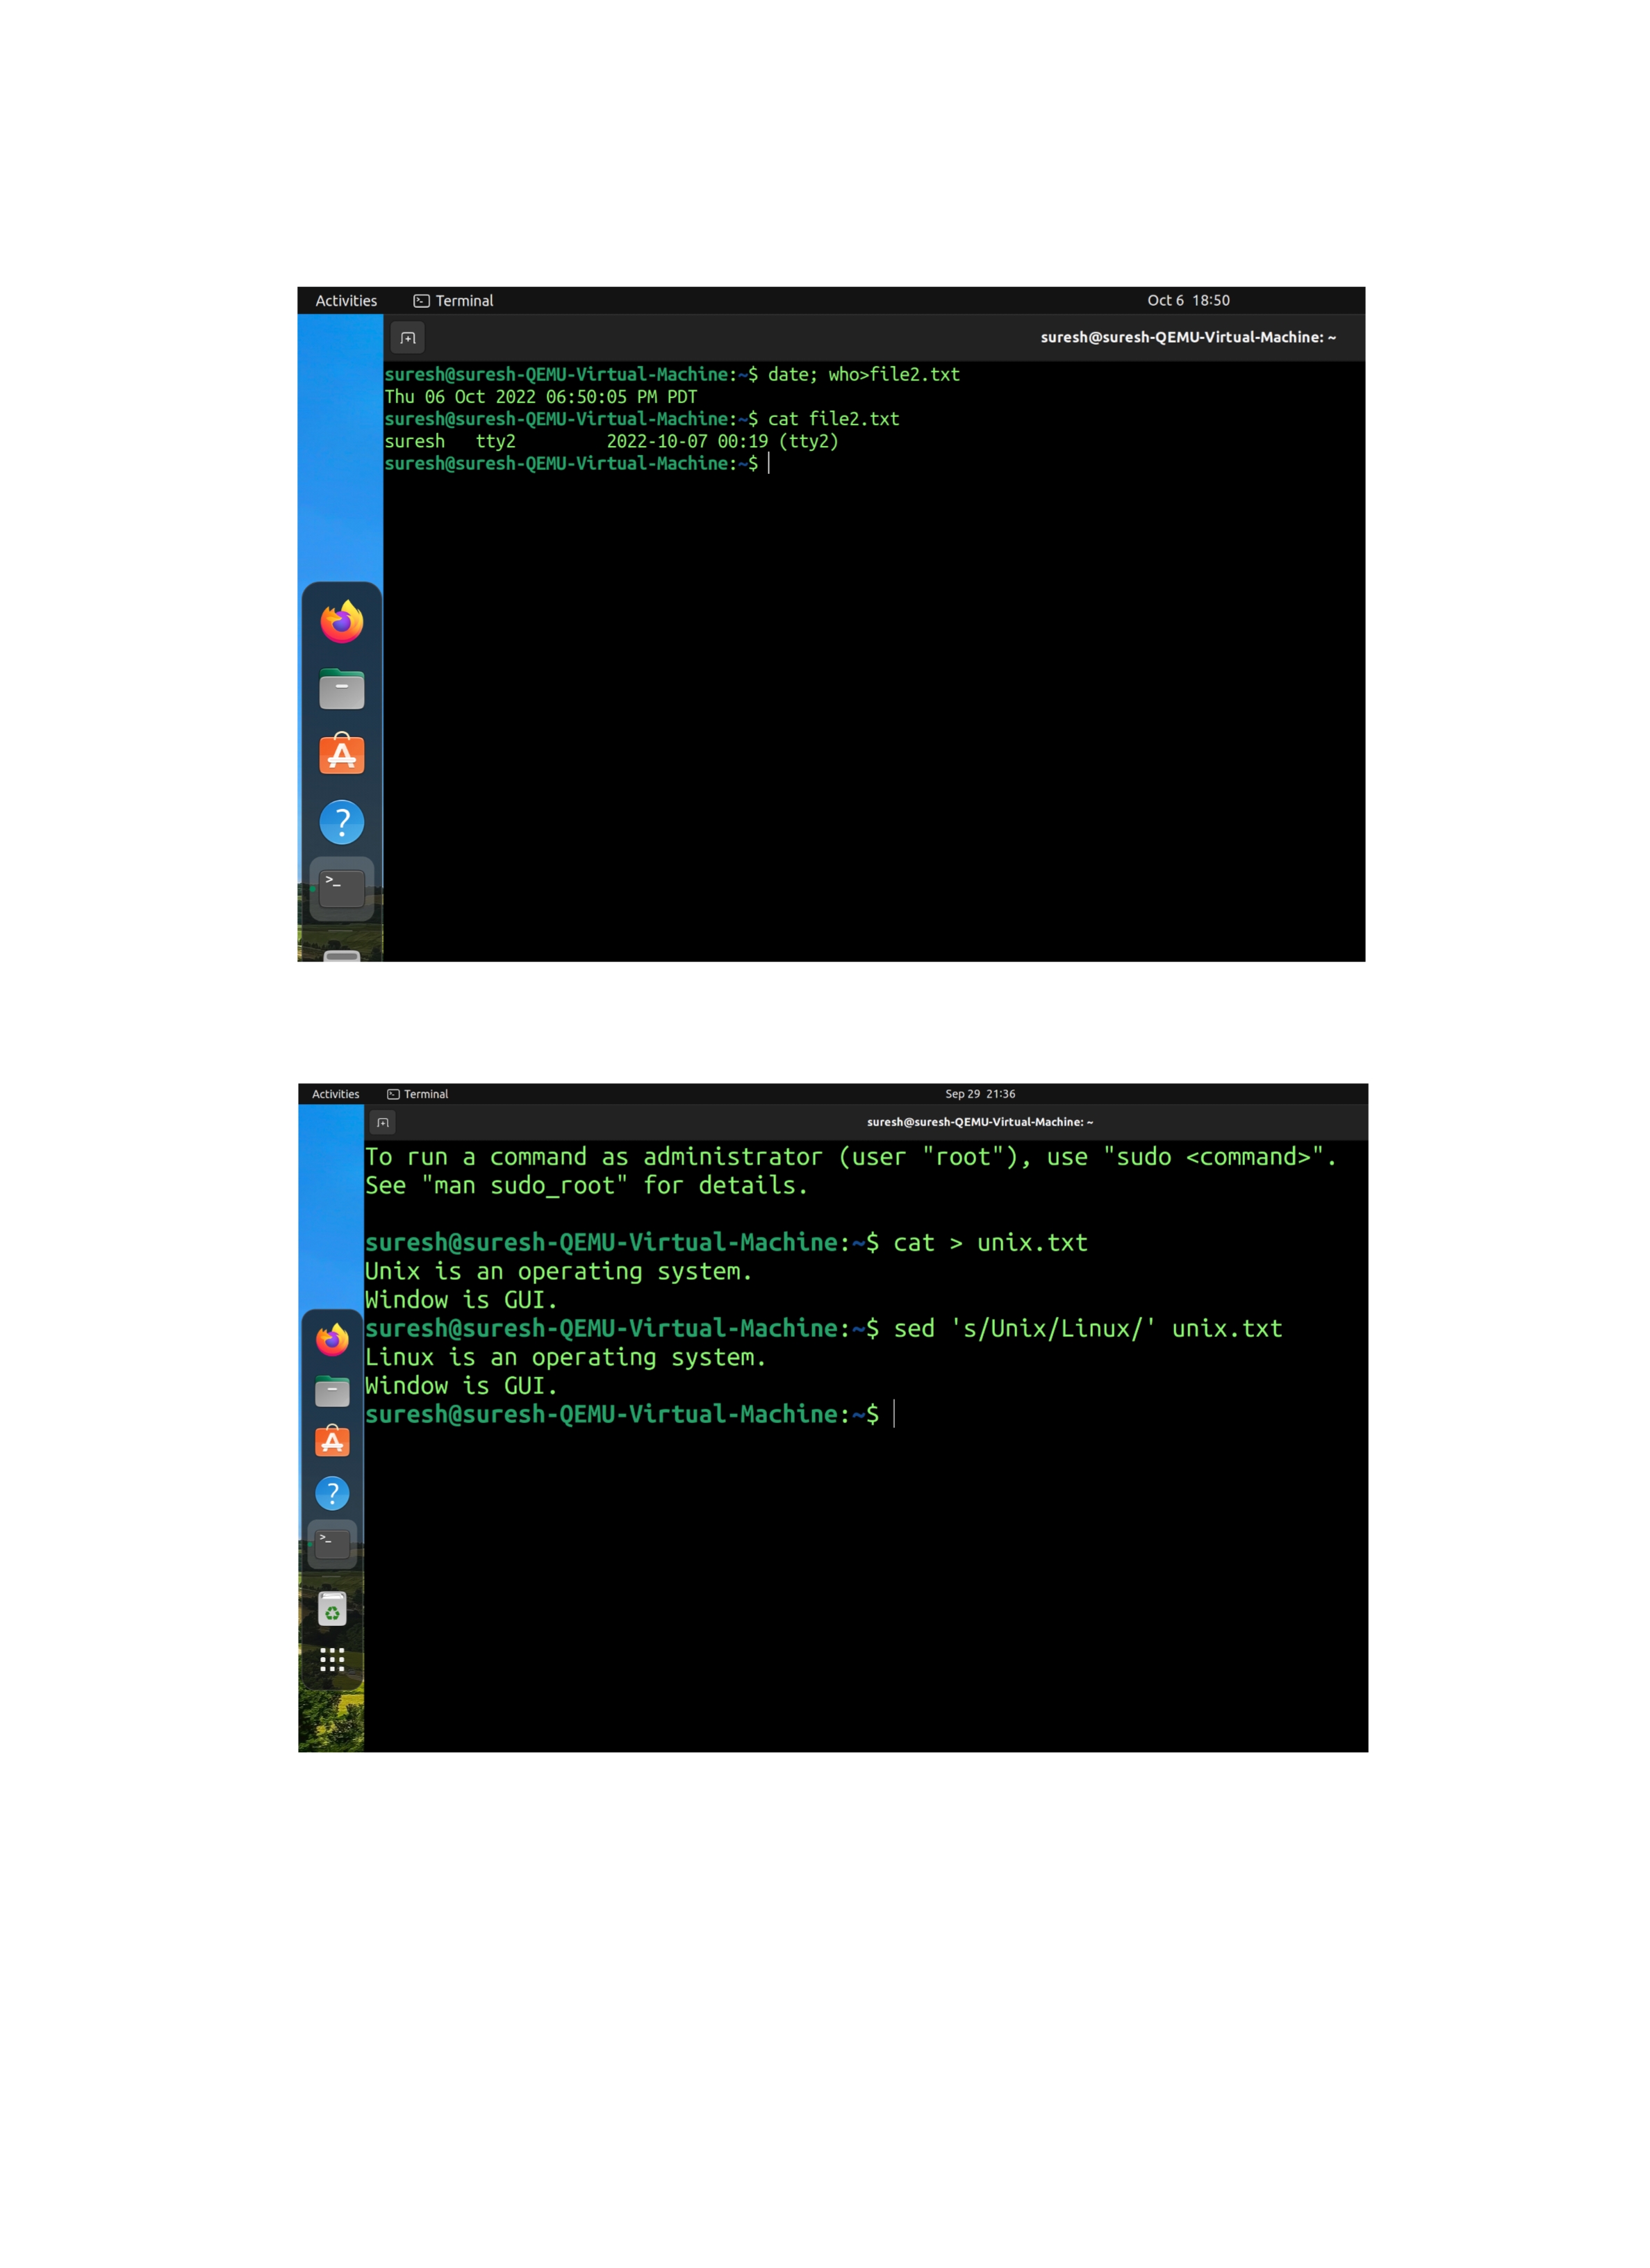 Activities Terminal Oct 6 18:50
suresh@suresh-QEMU-Virtual-Machine: ~
suresh@suresh-QEMU-Virtual-Machine:~$ date; who>file2.txt
Thu 06 Oct 2022 06:50:05 PM PDT
suresh@suresh-QEMU-Virtual-Machine:~$ cat file2.txt
suresh   tty2         2022-10-07 00:19 (tty2)
suresh@suresh-QEMU-Virtual-Machine:~$
Activities Terminal Sep 29 21:36
suresh@suresh-QEMU-Virtual-Machine: ~
To run a command as administrator (user "root"), use "sudo <command>".
See "man sudo_root" for details.
suresh@suresh-QEMU-Virtual-Machine:~$ cat > unix.txt
Unix is an operating system.
Window is GUI.
suresh@suresh-QEMU-Virtual-Machine:~$ sed 's/Unix/Linux/' unix.txt
Linux is an operating system.
Window is GUI.
suresh@suresh-QEMU-Virtual-Machine:~$